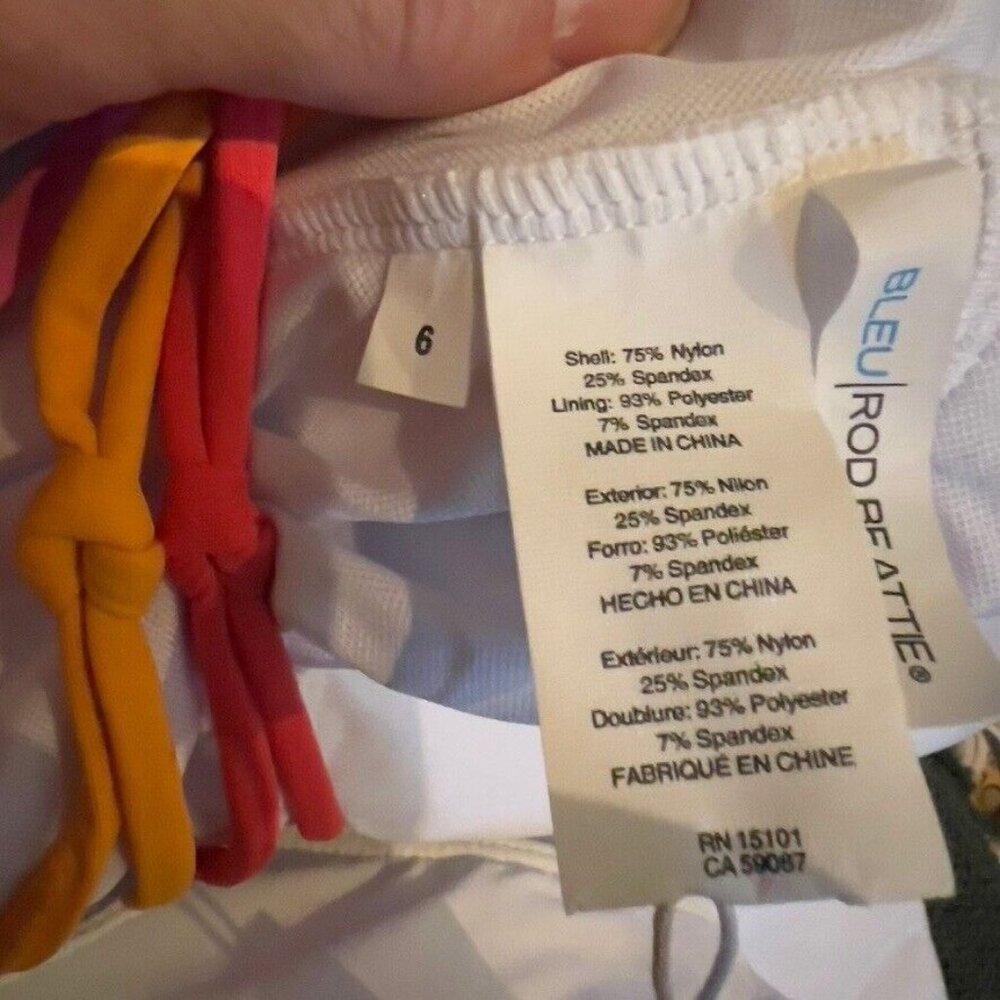 6
Shell: 75% Nylon
25% Spandex
Lining: 93% Polyester
7% Spandex
MADE IN CHINA
Exterior: 75% Nilon
25% Spandex
Forro: 93% Poliéster
7% Spandex
HECHO EN CHINA
Extérieur: 75% Nylon
25% Spandex
Doublure: 93% Polyester
7% Spandex
FABRIQUÉ EN CHINE
RN 15101
CA 59087
BLEU|ROD BEATTIE®